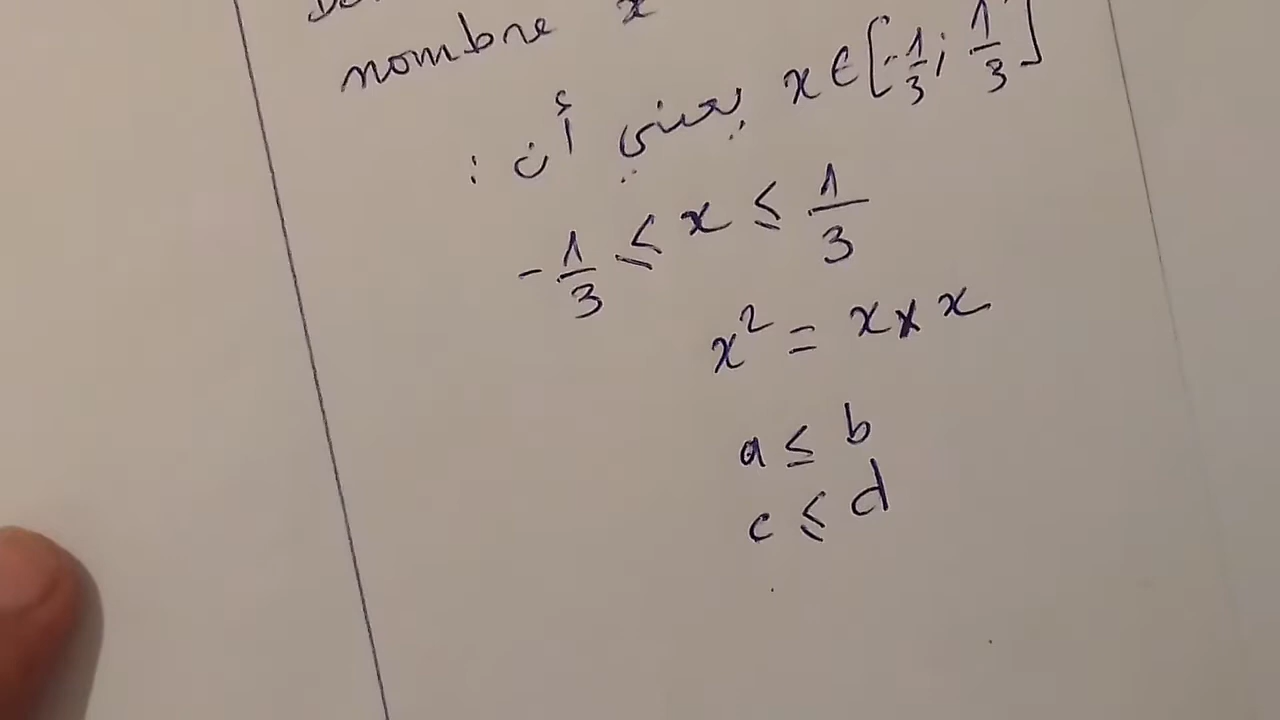 nombre x
x ∈ [-1/3 ; 1/3] يعني أن :
-1/3 ≤ x ≤ 1/3
x² = x × x
a ≤ b
c ≤ d